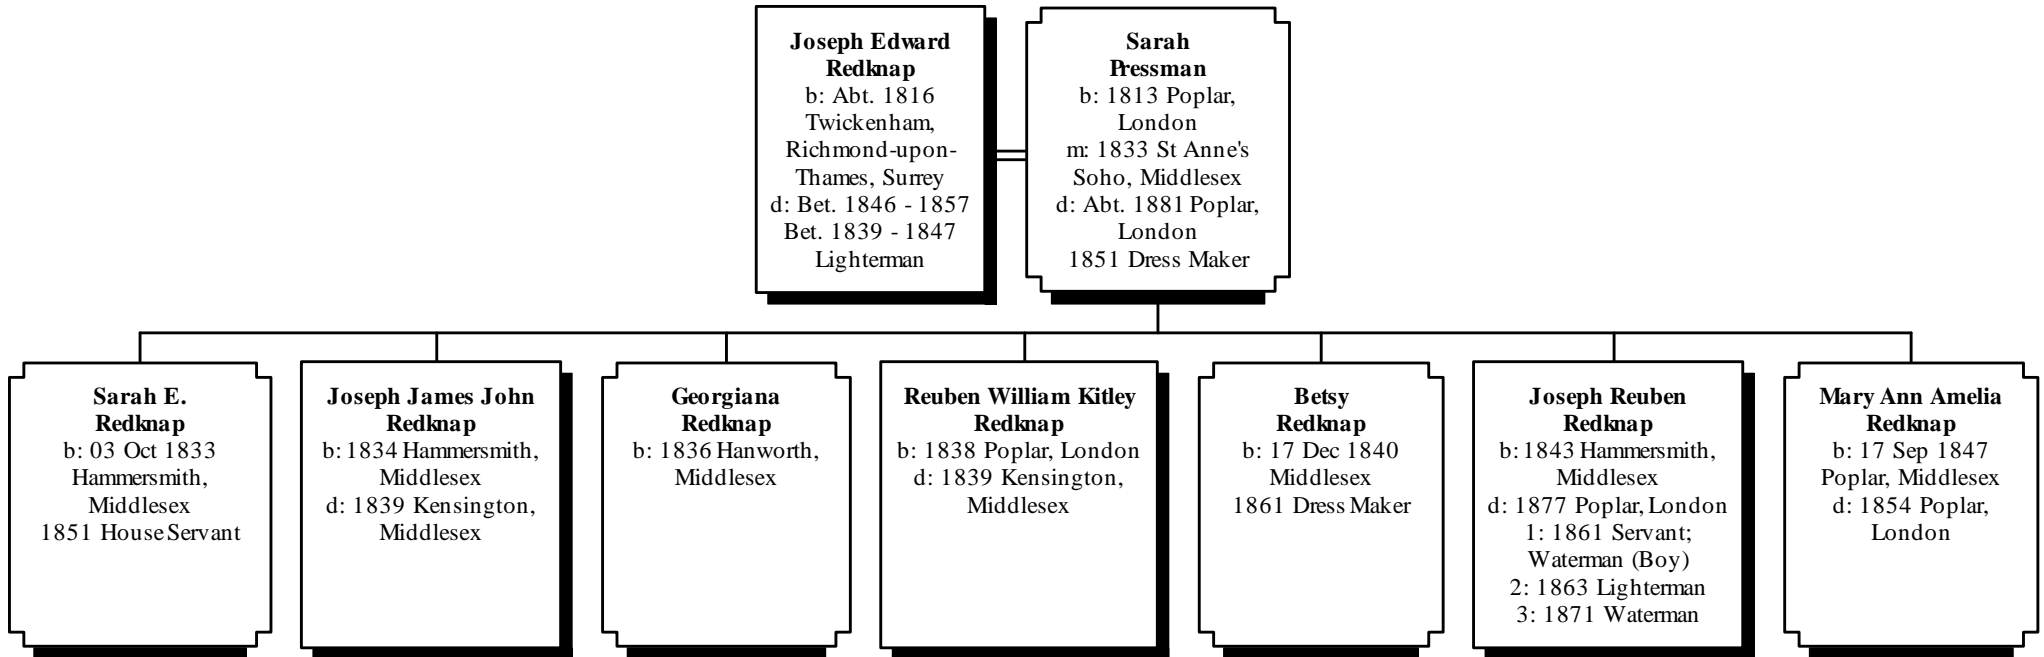 Joseph Edward
Redknap
b: Abt. 1816
Twickenham,
Richmond-upon-
Thames, Surrey
d: Bet. 1846 - 1857
Bet. 1839 - 1847
Lighterman
Sarah
Pressman
b: 1813 Poplar,
London
m: 1833 St Anne's
Soho, Middlesex
d: Abt. 1881 Poplar,
London
1851 Dress Maker
Sarah E.
Redknap
b: 03 Oct 1833
Hammersmith,
Middlesex
1851 House Servant
Joseph James John
Redknap
b: 1834 Hammersmith,
Middlesex
d: 1839 Kensington,
Middlesex
Georgiana
Redknap
b: 1836 Hanworth,
Middlesex
Reuben William Kitley
Redknap
b: 1838 Poplar, London
d: 1839 Kensington,
Middlesex
Betsy
Redknap
b: 17 Dec 1840
Middlesex
1861 Dress Maker
Joseph Reuben
Redknap
b: 1843 Hammersmith,
Middlesex
d: 1877 Poplar, London
1: 1861 Servant;
Waterman (Boy)
2: 1863 Lighterman
3: 1871 Waterman
Mary Ann Amelia
Redknap
b: 17 Sep 1847
Poplar, Middlesex
d: 1854 Poplar,
London